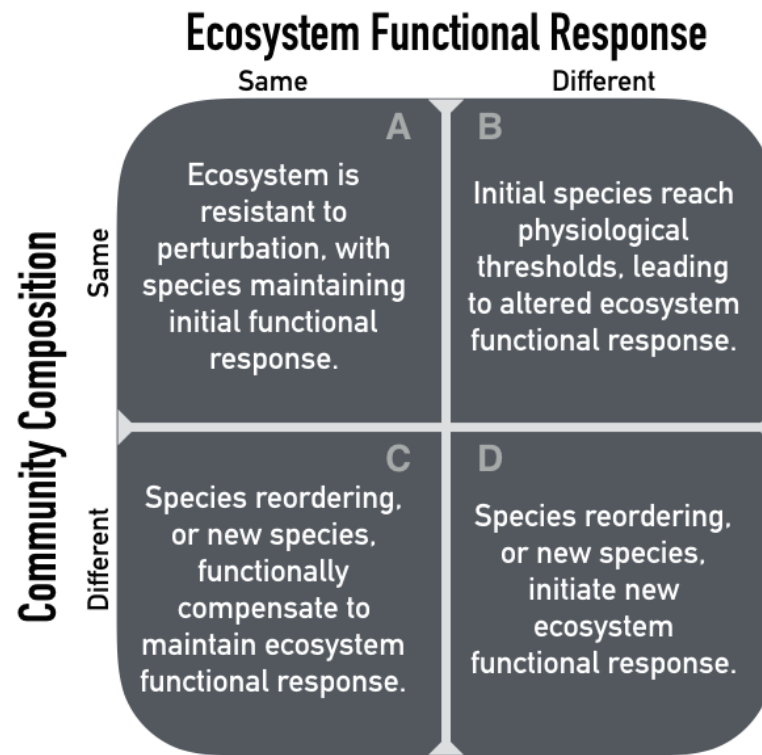 Ecosystem Functional Response
Same
Different
Community Composition
Same
A
Ecosystem is
resistant to
perturbation, with
species maintaining
initial functional
response.
B
Initial species reach
physiological
thresholds, leading
to altered ecosystem
functional response.
Different
C
Species reordering,
or new species,
functionally
compensate to
maintain ecosystem
functional response.
D
Species reordering,
or new species,
initiate new
ecosystem
functional response.